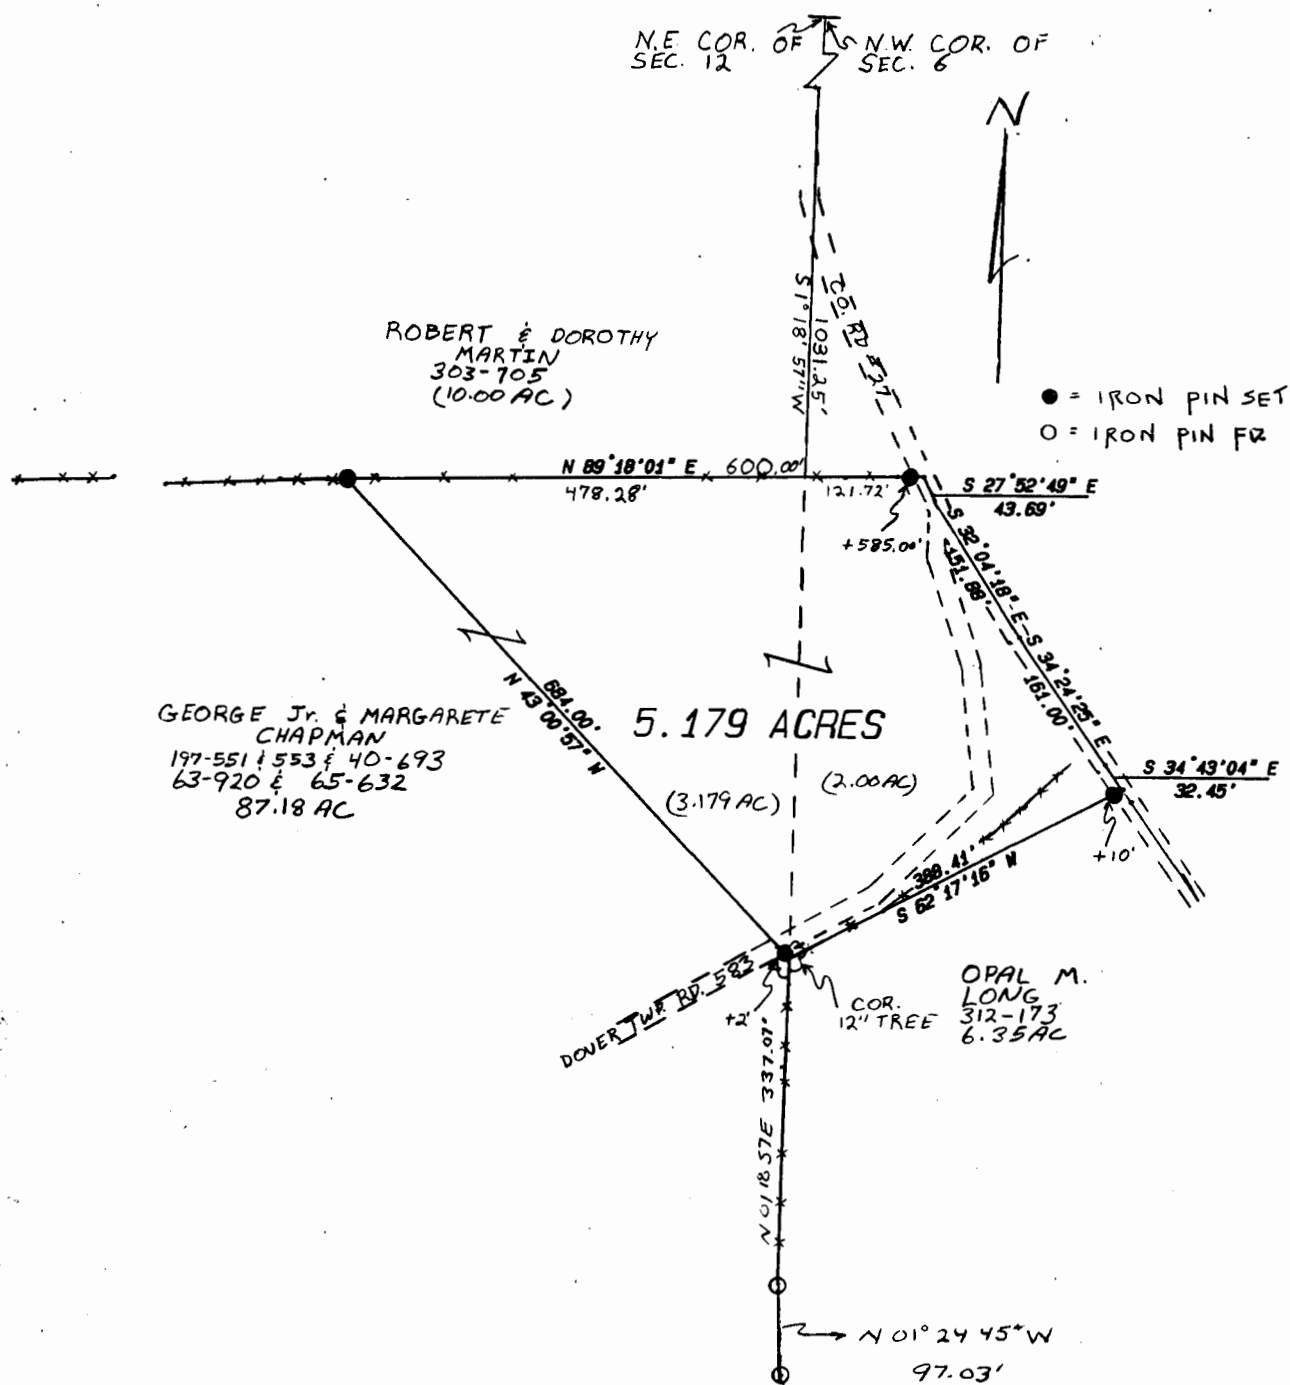 N.E. COR. OF
SEC. 12
N.W. COR. OF
SEC. 6
N
S 1° 18' 57" W
1031.25'
CO. RD # 27
ROBERT & DOROTHY
MARTIN
303-705
(10.00 AC)
● = IRON PIN SET
O = IRON PIN FD
N 89°18'01" E 600.00'
478.28'
121.72'
+585.00'
S 27°52'49" E
43.69'
S 32°04'18" E
151.88'
S 34°24'25" E
161.00'
S 34°43'04" E
32.45'
+10'
684.00'
N 43°00'57" W
GEORGE Jr. & MARGARETE
CHAPMAN
197-551 & 553 & 40-693
63-920 & 65-632
87.18 AC
5.179 ACRES
(3.179 AC)
(2.00 AC)
388.41'
S 62°17'16" W
DOVER TWP. RD. 583
+2'
COR.
12" TREE
OPAL M.
LONG
312-173
6.35 AC
N 01 18 57 E 337.07'
N 01° 24 45" W
97.03'